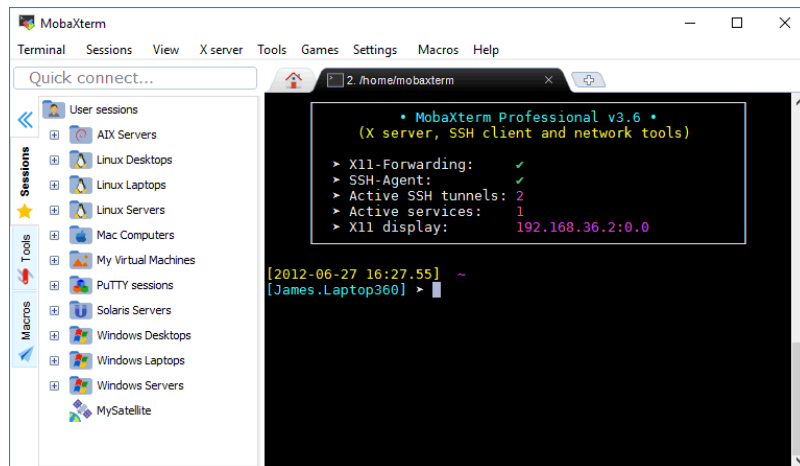 MobaXterm
Terminal Sessions View X server Tools Games Settings Macros Help
Quick connect...
2. /home/mobaxterm
Sessions
Tools
Macros
User sessions
AIX Servers
Linux Desktops
Linux Laptops
Linux Servers
Mac Computers
My Virtual Machines
PuTTY sessions
Solaris Servers
Windows Desktops
Windows Laptops
Windows Servers
MySatellite
• MobaXterm Professional v3.6 •
(X server, SSH client and network tools)
➤ X11-Forwarding: ✔
➤ SSH-Agent: ✔
➤ Active SSH tunnels: 2
➤ Active services: 1
➤ X11 display: 192.168.36.2:0.0
[2012-06-27 16:27.55] ~
[James.Laptop360] ➤